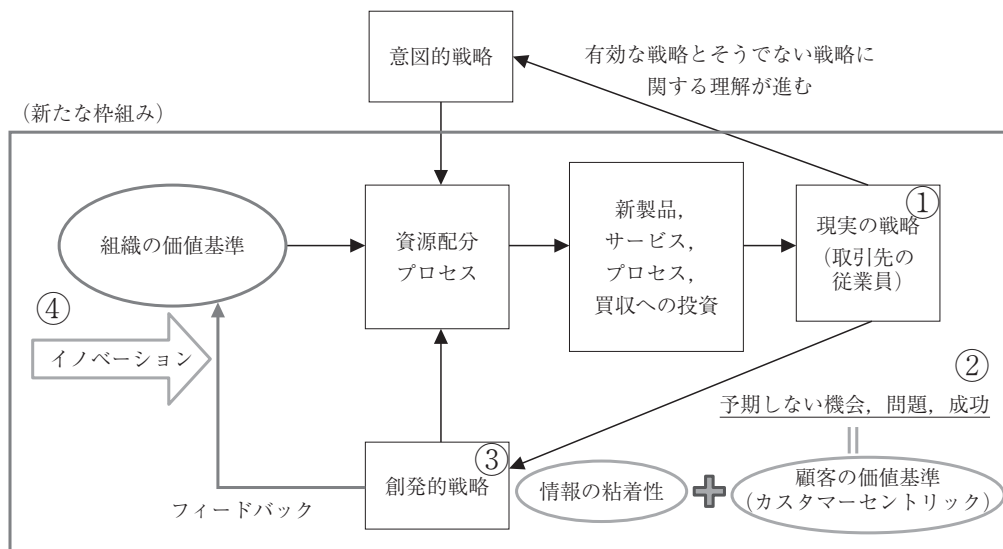 意図的戦略
有効な戦略とそうでない戦略に
関する理解が進む
(新たな枠組み)
組織の価値基準
資源配分
プロセス
新製品,
サービス,
プロセス,
買収への投資
①
現実の戦略
(取引先の
従業員)
④
イノベーション
②
予期しない機会, 問題, 成功
③
創発的戦略
フィードバック
情報の粘着性
顧客の価値基準
(カスタマーセントリック)